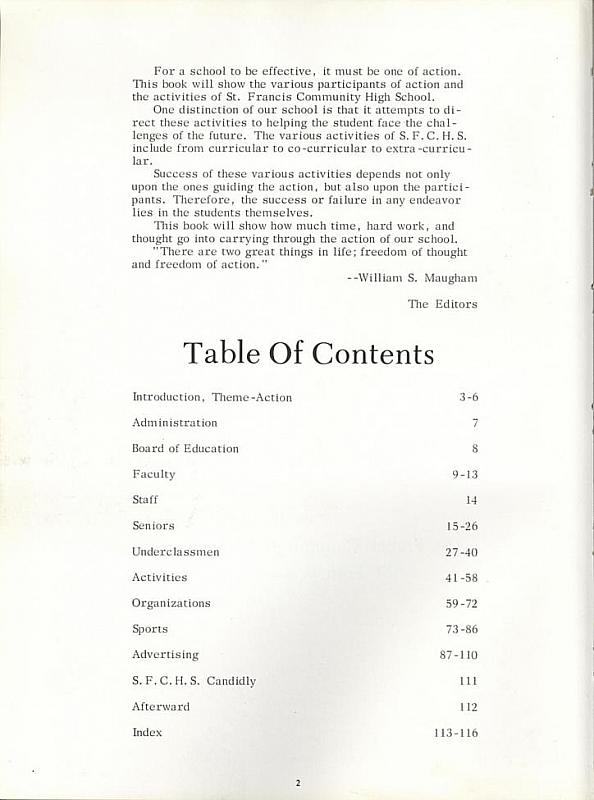 For a school to be effective, it must be one of action.
This book will show the various participants of action and
the activities of St. Francis Community High School.
One distinction of our school is that it attempts to di-
rect these activities to helping the student face the chal-
lenges of the future. The various activities of S.F.C.H.S.
include from curricular to co-curricular to extra-curricu-
lar.
Success of these various activities depends not only
upon the ones guiding the action, but also upon the partici-
pants. Therefore, the success or failure in any endeavor
lies in the students themselves.
This book will show how much time, hard work, and
thought go into carrying through the action of our school.
"There are two great things in life; freedom of thought
and freedom of action."
--William S. Maugham
The Editors
Table Of Contents
Introduction, Theme-Action 3-6
Administration 7
Board of Education 8
Faculty 9-13
Staff 14
Seniors 15-26
Underclassmen 27-40
Activities 41-58
Organizations 59-72
Sports 73-86
Advertising 87-110
S.F.C.H.S. Candidly 111
Afterward 112
Index 113-116
2